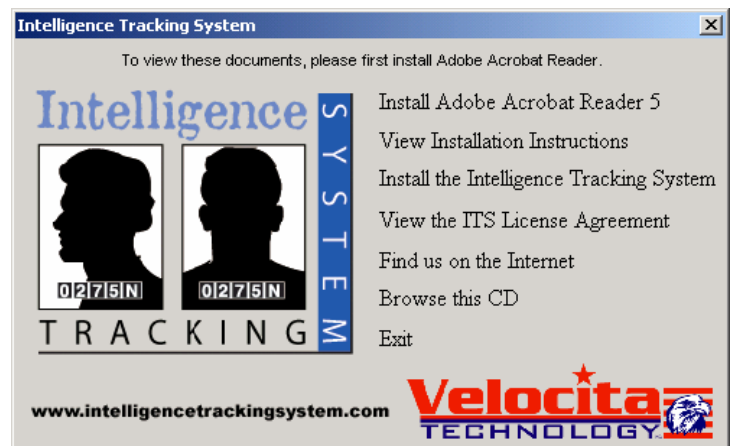 Intelligence Tracking System
To view these documents, please first install Adobe Acrobat Reader.
Intelligence
SYSTEM
0275N
0275N
TRACKING
Install Adobe Acrobat Reader 5
View Installation Instructions
Install the Intelligence Tracking System
View the ITS License Agreement
Find us on the Internet
Browse this CD
Exit
www.intelligencetrackingsystem.com
Velocita
TECHNOLOGY